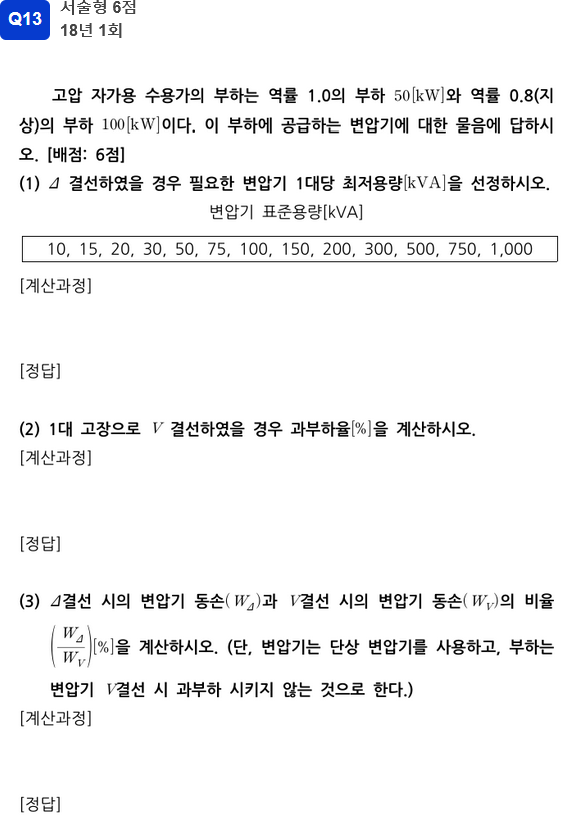 Q13
서술형 6점
18년 1회
고압 자가용 수용가의 부하는 역률 1.0의 부하 50[kW]와 역률 0.8(지
상)의 부하 100[kW]이다. 이 부하에 공급하는 변압기에 대한 물음에 답하시
오. [배점: 6점]
(1) Δ 결선하였을 경우 필요한 변압기 1대당 최저용량[kVA]을 선정하시오.
변압기 표준용량[kVA]
10, 15, 20, 30, 50, 75, 100, 150, 200, 300, 500, 750, 1,000
[계산과정]
[정답]
(2) 1대 고장으로 V 결선하였을 경우 과부하율[%]을 계산하시오.
[계산과정]
[정답]
(3) Δ결선 시의 변압기 동손(W_Δ)과 V결선 시의 변압기 동손(W_V)의 비율
(W_Δ/W_V)[%]을 계산하시오. (단, 변압기는 단상 변압기를 사용하고, 부하는
변압기 V결선 시 과부하 시키지 않는 것으로 한다.)
[계산과정]
[정답]